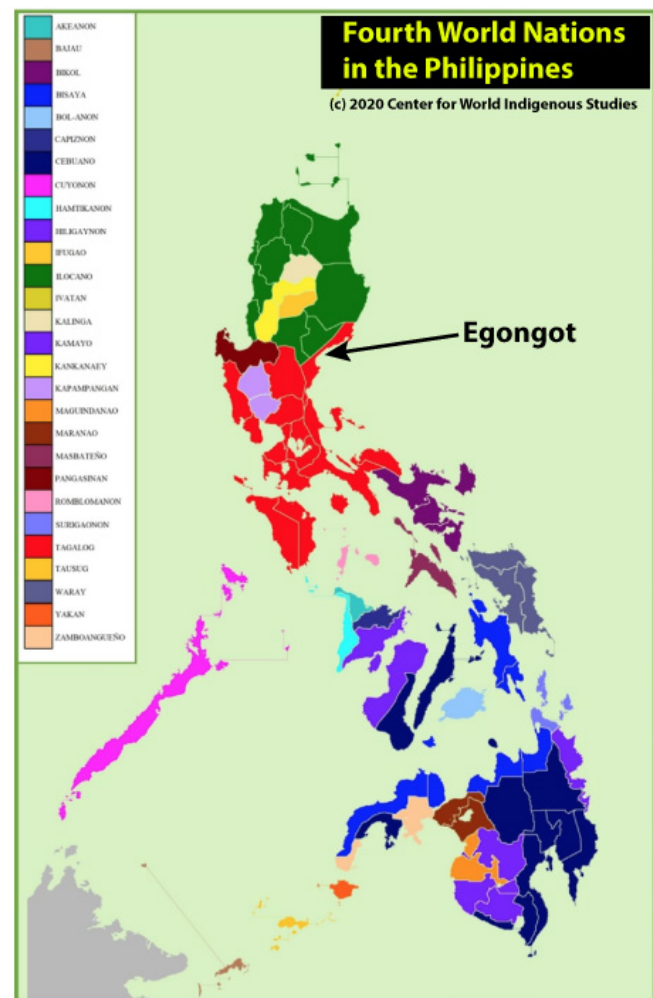 Fourth World Nations
in the Philippines
(c) 2020 Center for World Indigenous Studies
AKEANON
BAJAU
BIKOL
BISAYA
BOL-ANON
CAPIZNON
CEBUANO
CUYONON
HAMTIKANON
HILIGAYNON
IFUGAO
ILOCANO
IVATAN
KALINGA
KAMAYO
KANKANAEY
KAPAMPANGAN
MAGUINDANAO
MARANAO
MASBATEÑO
PANGASINAN
ROMBLOMANON
SURIGAONON
TAGALOG
TAUSUG
WARAY
YAKAN
ZAMBOANGUEÑO
Egongot